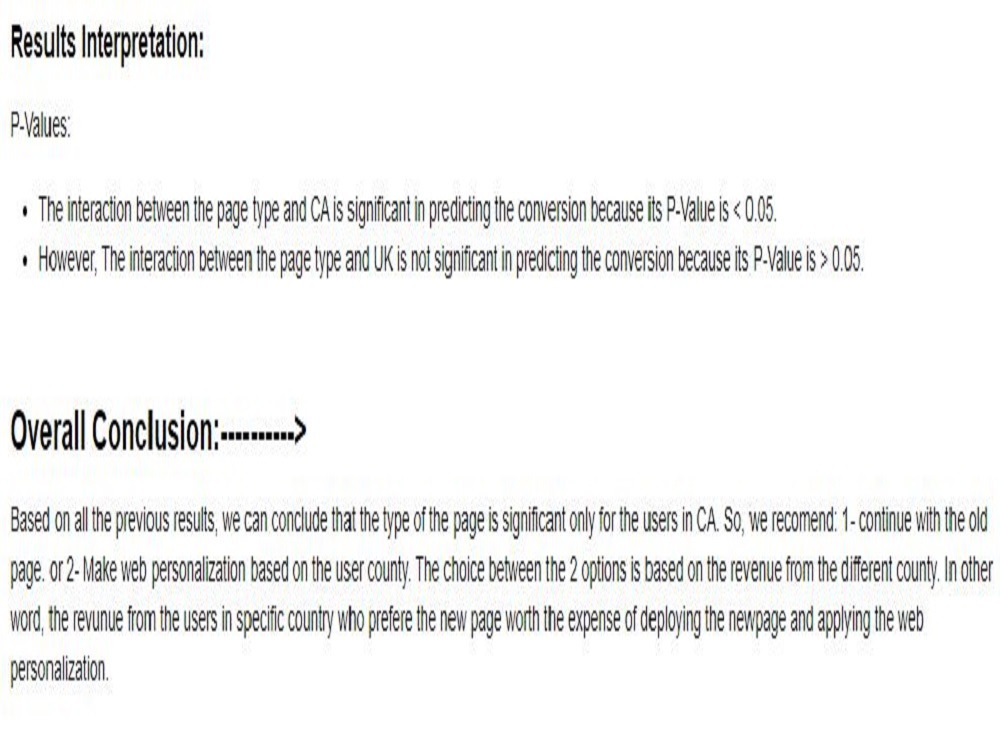 Results Interpretation:
P-Values:
• The interaction between the page type and CA is significant in predicting the conversion because its P-Value is < 0.05.
• However, The interaction between the page type and UK is not significant in predicting the conversion because its P-Value is > 0.05.
Overall Conclusion:---------->
Based on all the previous results, we can conclude that the type of the page is significant only for the users in CA. So, we recomend: 1- continue with the old
page. or 2- Make web personalization based on the user county. The choice between the 2 options is based on the revenue from the different county. In other
word, the revunue from the users in specific country who prefere the new page worth the expense of deploying the newpage and applying the web
personalization.